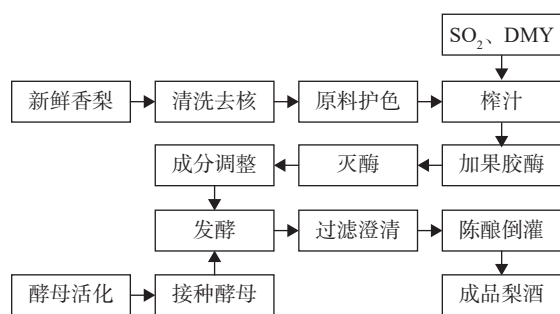 SO₂、DMY
新鲜香梨 清洗去核 原料护色 榨汁
成分调整 灭酶 加果胶酶
发酵 过滤澄清 陈酿倒灌
酵母活化 接种酵母 成品梨酒